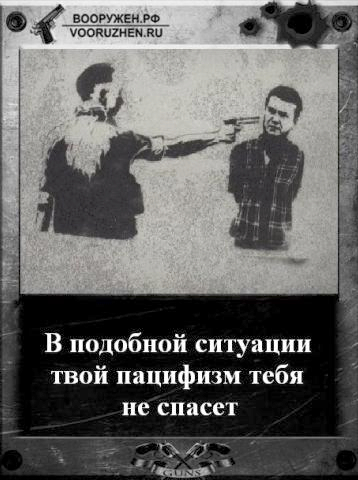 ВООРУЖЕН.РФ
VOORUZHEN.RU
В подобной ситуации
твой пацифизм тебя
не спасет
GUNS